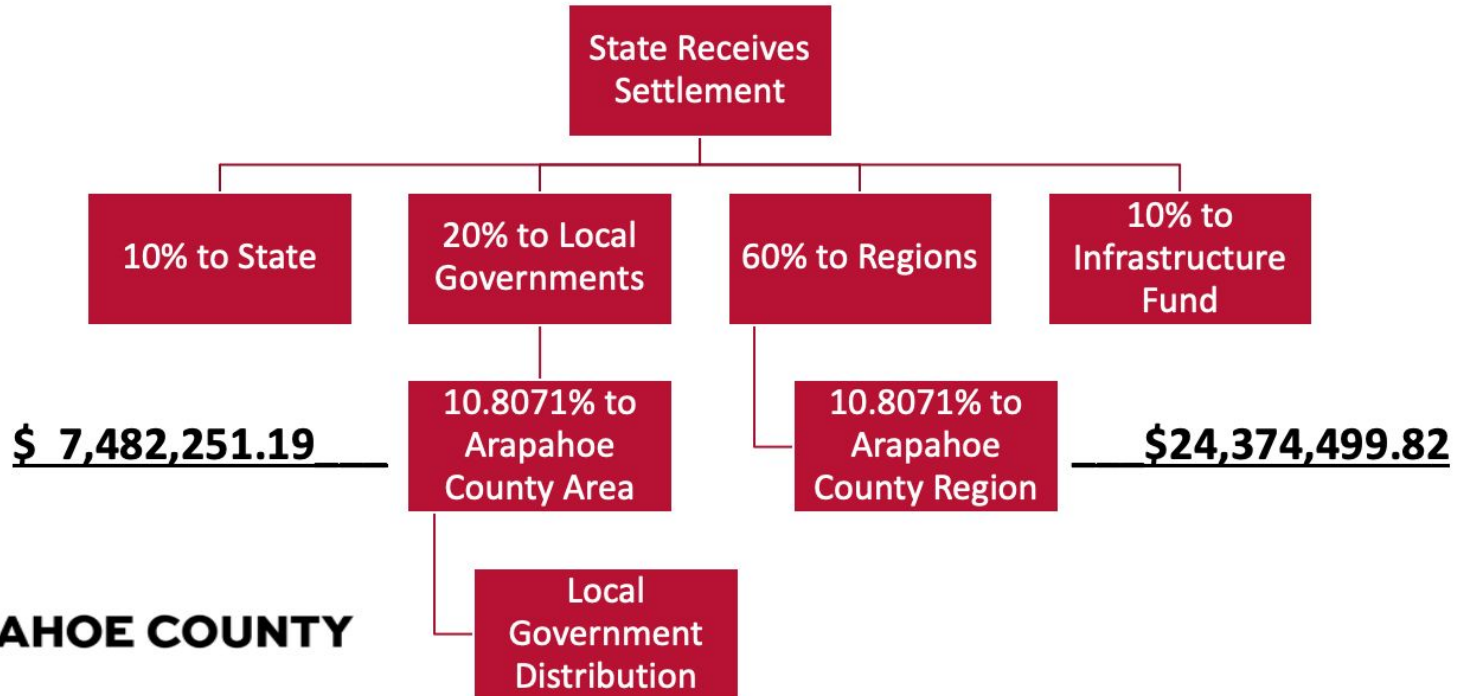 State Receives
Settlement
10% to State
20% to Local
Governments
60% to Regions
10% to
Infrastructure
Fund
$ 7,482,251.19___
10.8071% to
Arapahoe
County Area
10.8071% to
Arapahoe
County Region
___$24,374,499.82
Local
Government
Distribution
AHOE COUNTY